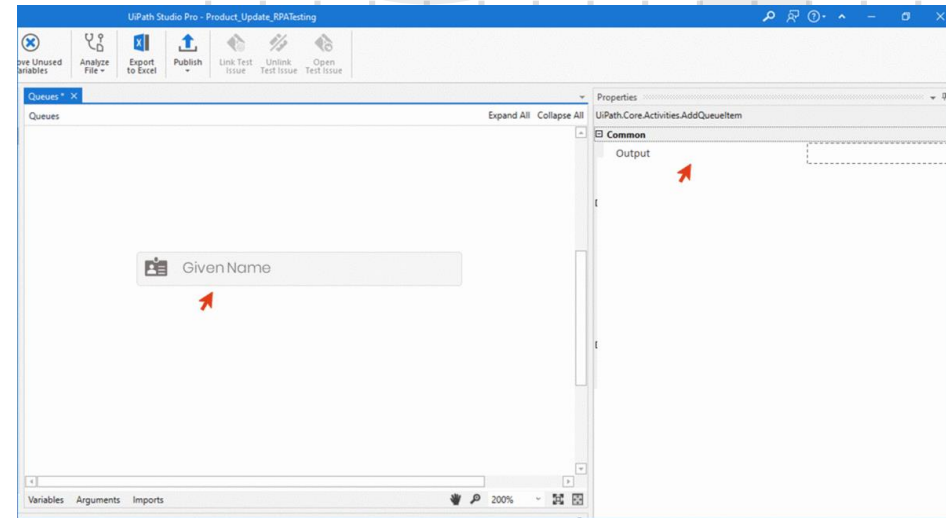 UiPath Studio Pro - Product_Update_RPATesting
ove Unused
ariables
Analyze
File
Export
to Excel
Publish
Link Test
Issue
Unlink
Test Issue
Open
Test Issue
Queues *
Queues
Expand All
Collapse All
Given Name
Variables
Arguments
Imports
200%
Properties
UiPath.Core.Activities.AddQueueItem
Common
Output